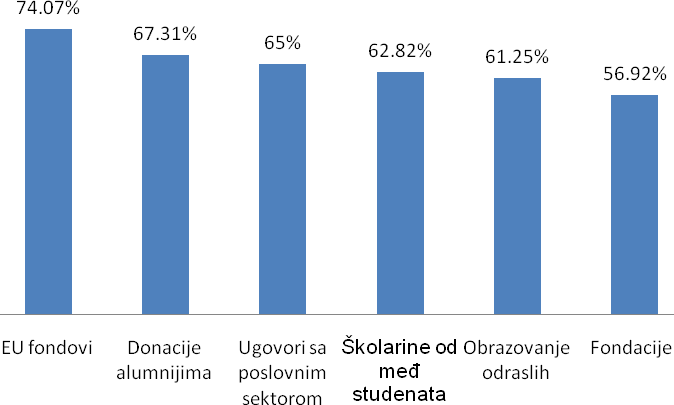 74.07%
67.31%
65%
62.82%
61.25%
56.92%
EU fondovi
Donacije
alumnijima
Ugovori sa
poslovnim
sektorom
Školarine od
međ
studenata
Obrazovanje
odraslih
Fondacije